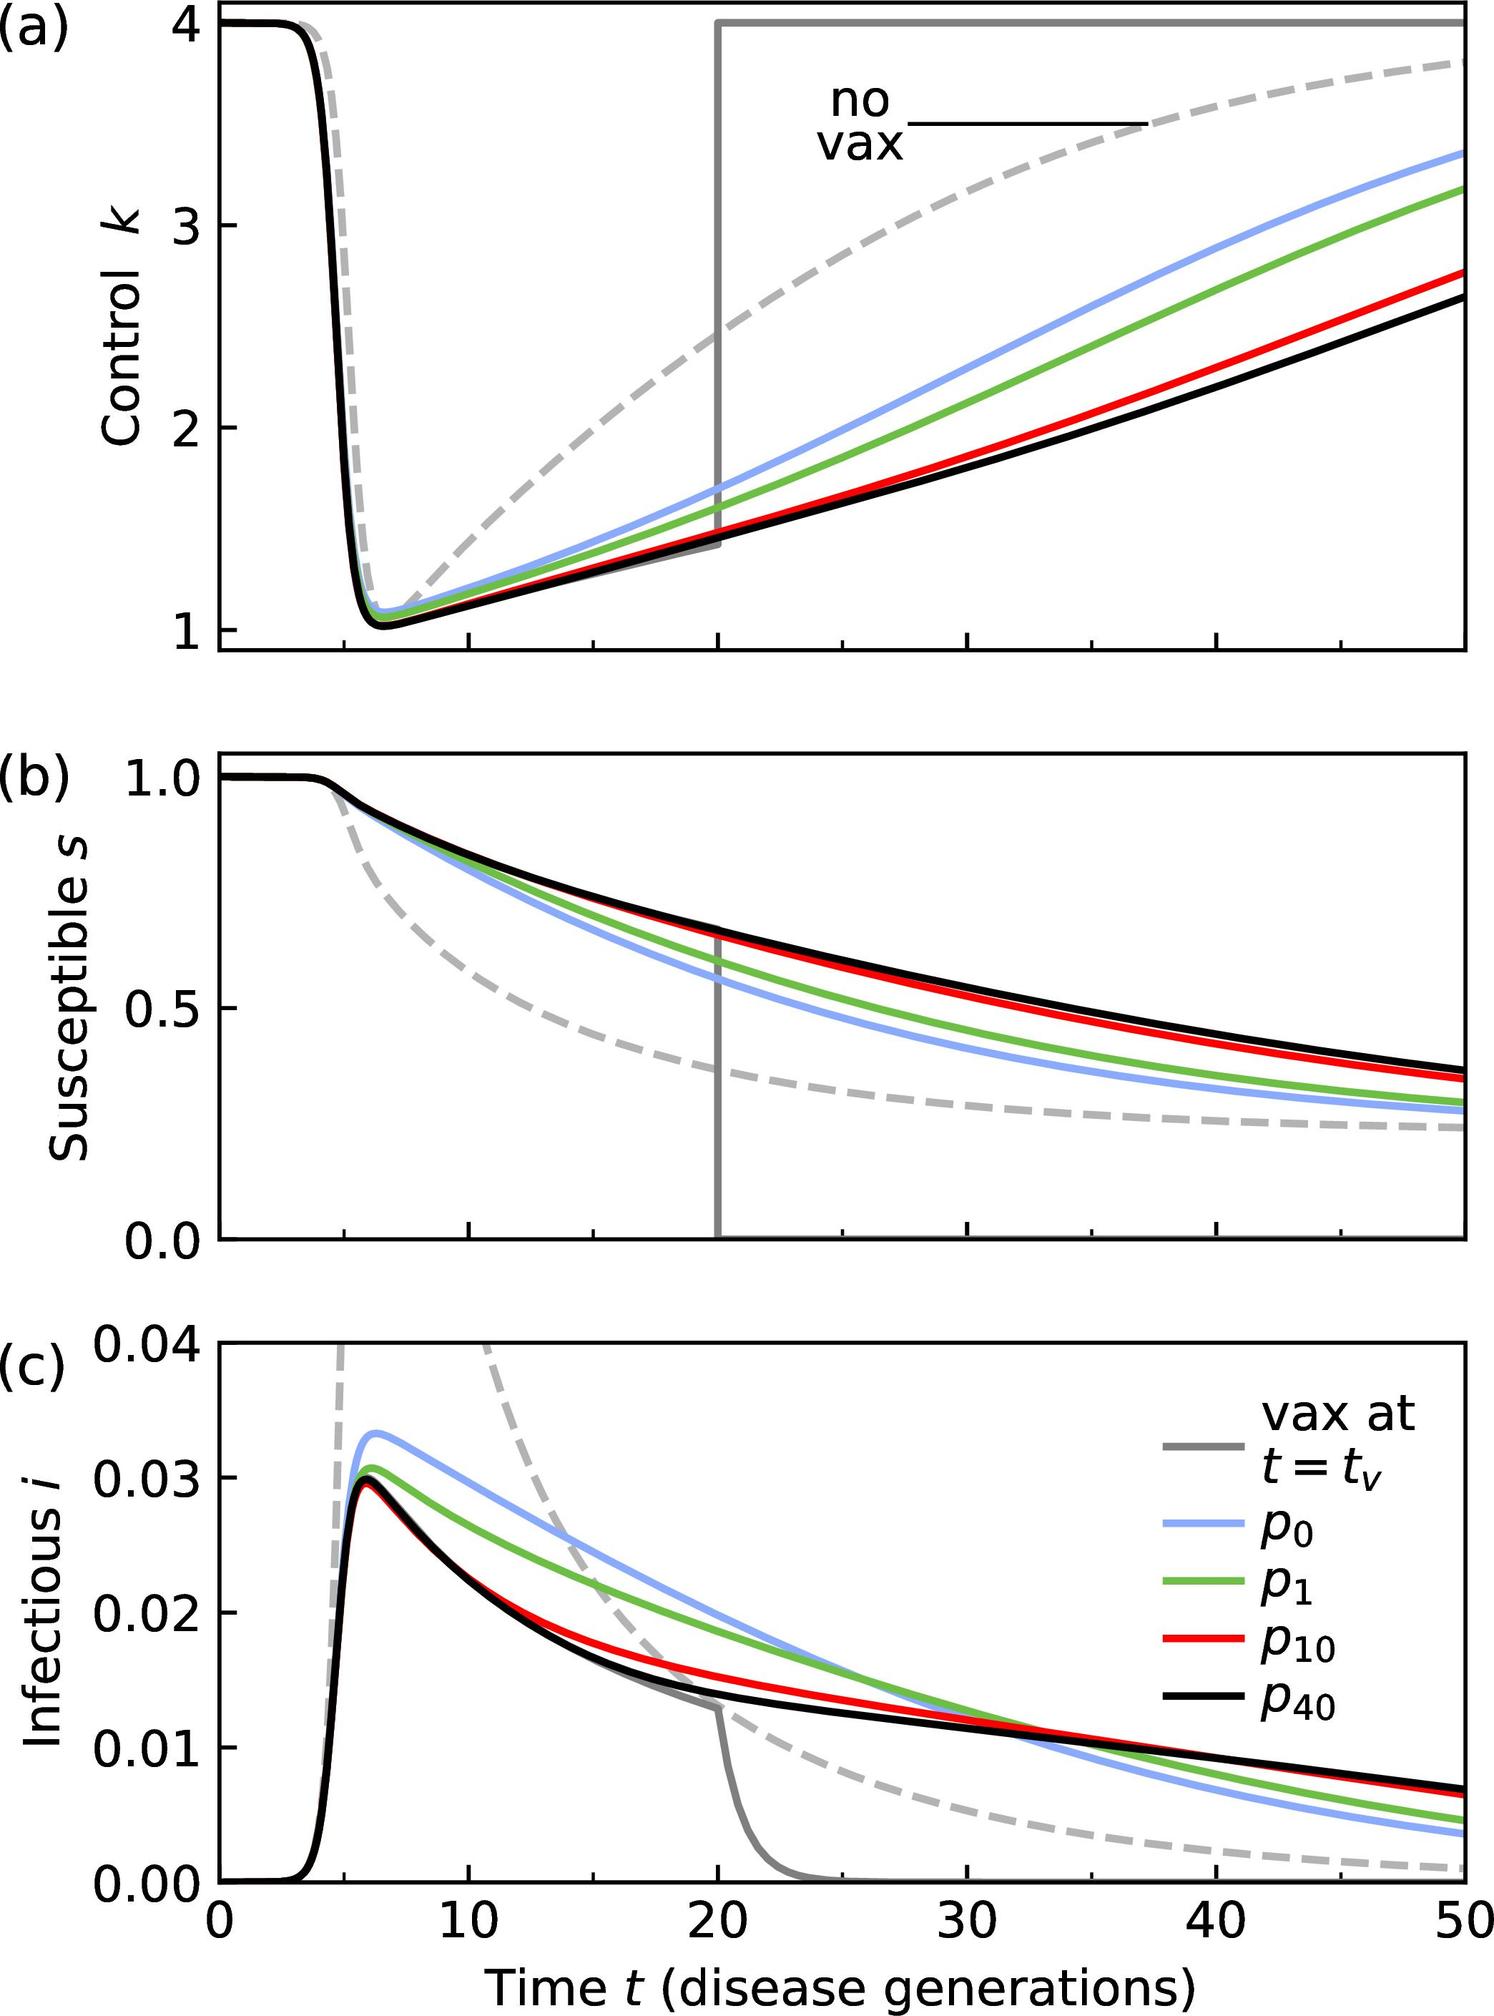 (a)
4
3
2
1
Control k
no
vax
(b)
1.0
0.5
0.0
Susceptible s
(c)
0.04
0.03
0.02
0.01
0.00
Infectious i
vax at
t = tᵥ
p₀
p₁
p₁₀
p₄₀
0 10 20 30 40 50
Time t (disease generations)